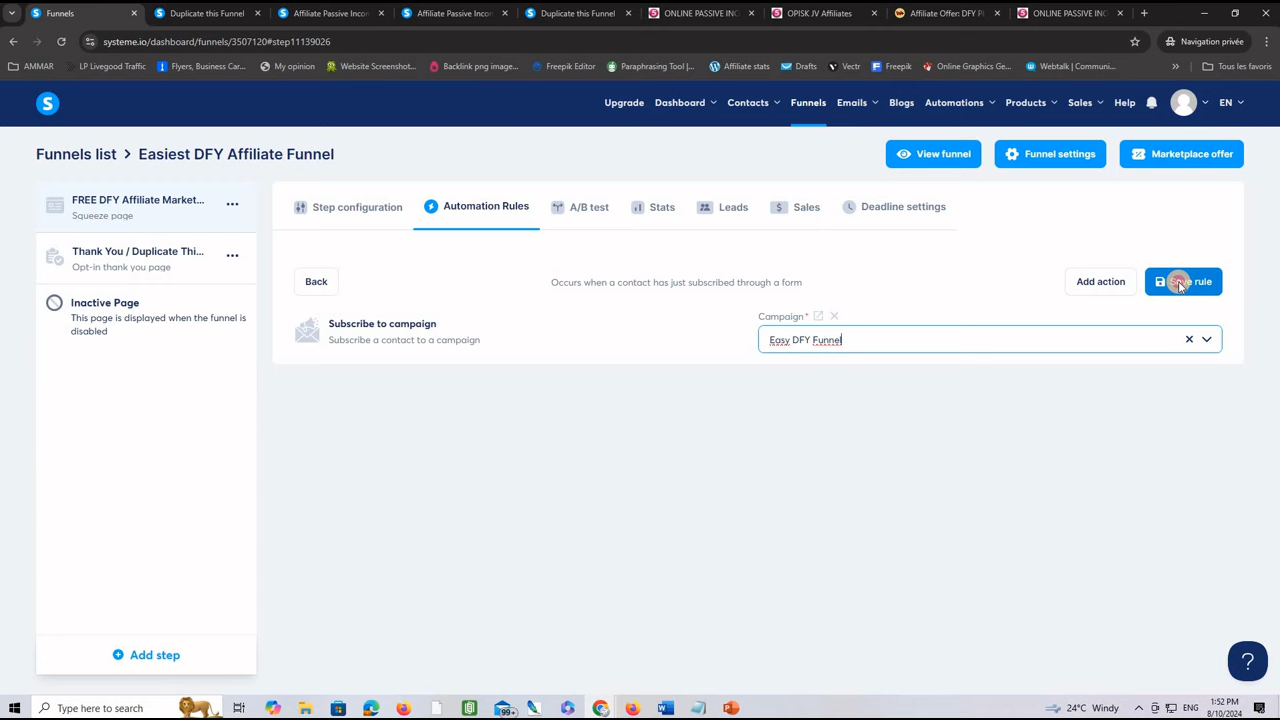 Funnels
Duplicate this Funnel
Affiliate Passive Incon
Affiliate Passive Incon
Duplicate this Funnel
ONLINE PASSIVE INC
OPISK JV Affiliates
Affiliate Offer: DFY P
ONLINE PASSIVE INC
systeme.io/dashboard/funnels/3507120#step11139026
Navigation privée
AMMAR
LP Livegood Traffic
Flyers, Business Car...
My opinion
Website Screenshot...
Backlink png image...
Freepik Editor
Paraphrasing Tool |...
Affiliate stats
Drafts
Vectr
Freepik
Online Graphics Ge...
Webtalk | Communi...
Tous les favoris
S
Upgrade
Dashboard
Contacts
Funnels
Emails
Blogs
Automations
Products
Sales
Help
EN
Funnels list > Easiest DFY Affiliate Funnel
View funnel
Funnel settings
Marketplace offer
FREE DFY Affiliate Market...
Squeeze page
Thank You / Duplicate Thi...
Opt-in thank you page
Inactive Page
This page is displayed when the funnel is
disabled
Add step
Step configuration
Automation Rules
A/B test
Stats
Leads
Sales
Deadline settings
Back
Occurs when a contact has just subscribed through a form
Add action
Save rule
Subscribe to campaign
Subscribe a contact to a campaign
Campaign *
Easy DFY Funnel
?
Type here to search
99+
24°C Windy
ENG
1:52 PM
8/10/2024